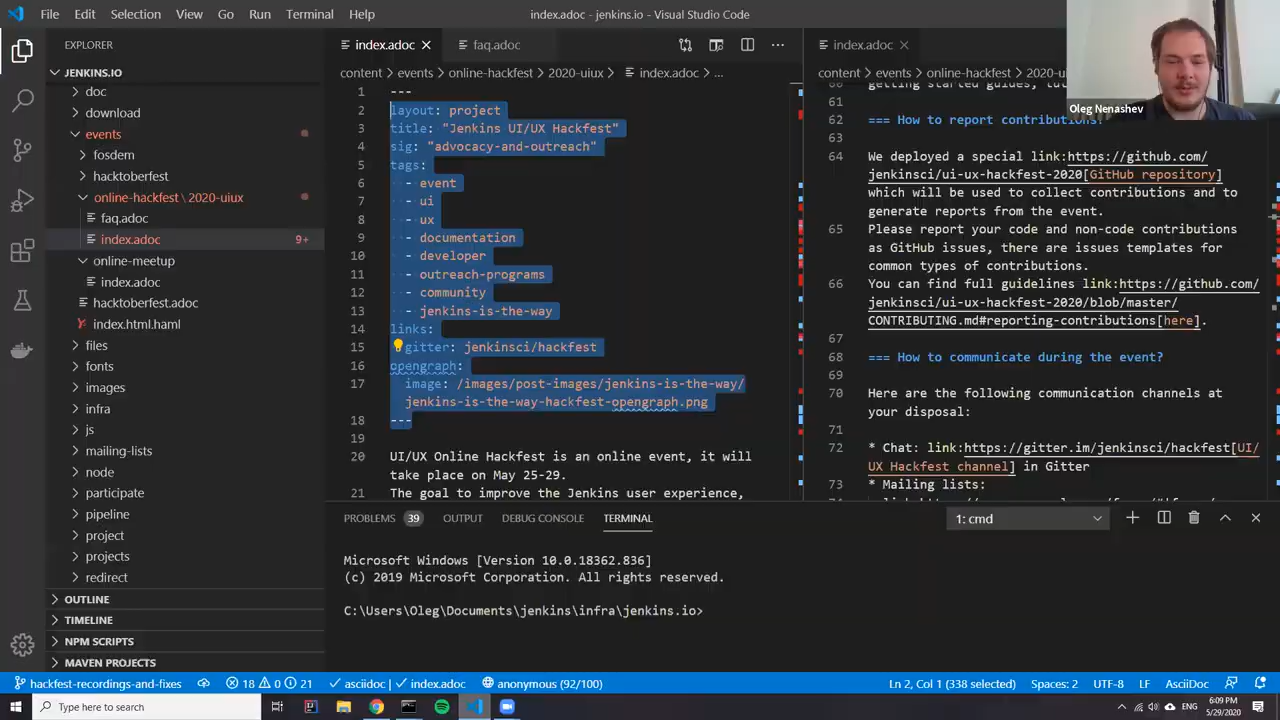 File Edit Selection View Go Run Terminal Help
index.adoc - jenkins.io - Visual Studio Code
EXPLORER
JENKINS.IO
doc
download
events
fosdem
hacktoberfest
online-hackfest \ 2020-uiux
faq.adoc
index.adoc 9+
online-meetup
index.adoc
hacktoberfest.adoc
index.html.haml
files
fonts
images
infra
js
mailing-lists
node
participate
pipeline
project
projects
redirect
OUTLINE
TIMELINE
NPM SCRIPTS
MAVEN PROJECTS
index.adoc faq.adoc
content > events > online-hackfest > 2020-uiux > index.adoc > ...
1 ---
2 layout: project
3 title: "Jenkins UI/UX Hackfest"
4 sig: "advocacy-and-outreach"
5 tags:
6 - event
7 - ui
8 - ux
9 - documentation
10 - developer
11 - outreach-programs
12 - community
13 - jenkins-is-the-way
14 links:
15 gitter: jenkinsci/hackfest
16 opengraph:
17 image: /images/post-images/jenkins-is-the-way/
jenkins-is-the-way-hackfest-opengraph.png
18 ---
19
20 UI/UX Online Hackfest is an online event, it will
take place on May 25-29.
21 The goal to improve the Jenkins user experience,
index.adoc
content > events > online-hackfest > 2020-ui
getting started guides,
61
62 === How to report contributions?
63
64 We deployed a special link:https://github.com/
jenkinsci/ui-ux-hackfest-2020[GitHub repository]
which will be used to collect contributions and to
generate reports from the event.
65 Please report your code and non-code contributions
as GitHub issues, there are issues templates for
common types of contributions.
66 You can find full guidelines link:https://github.com/
jenkinsci/ui-ux-hackfest-2020/blob/master/
CONTRIBUTING.md#reporting-contributions[here].
67
68 === How to communicate during the event?
69
70 Here are the following communication channels at
your disposal:
71
72 * Chat: link:https://gitter.im/jenkinsci/hackfest[UI/
UX Hackfest channel] in Gitter
73 * Mailing lists:
Oleg Nenashev
PROBLEMS 39 OUTPUT DEBUG CONSOLE TERMINAL 1: cmd
Microsoft Windows [Version 10.0.18362.836]
(c) 2019 Microsoft Corporation. All rights reserved.
C:\Users\Oleg\Documents\jenkins\infra\jenkins.io>
hackfest-recordings-and-fixes 18 0 21 asciidoc | index.adoc anonymous (92/100) Ln 2, Col 1 (338 selected) Spaces: 2 UTF-8 LF AsciiDoc
Type here to search
ENG
6:09 PM
5/29/2020